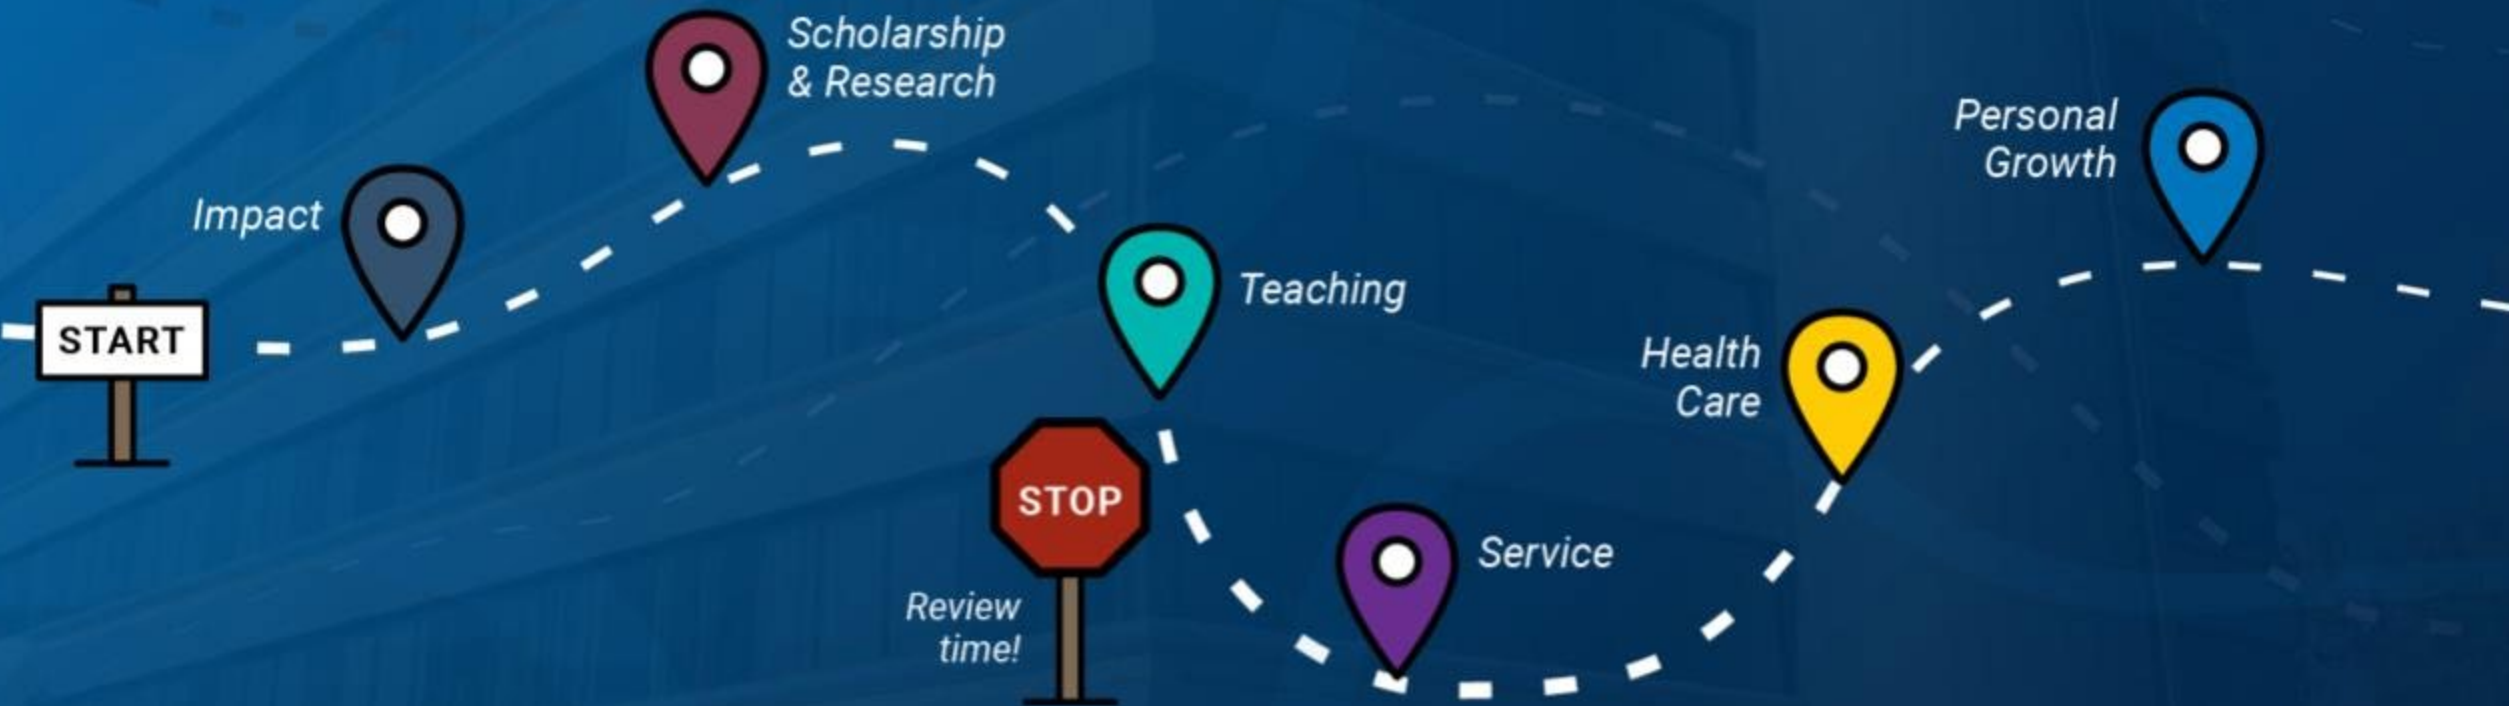 START
Impact
Scholarship
& Research
Teaching
STOP
Review
time!
Service
Health
Care
Personal
Growth